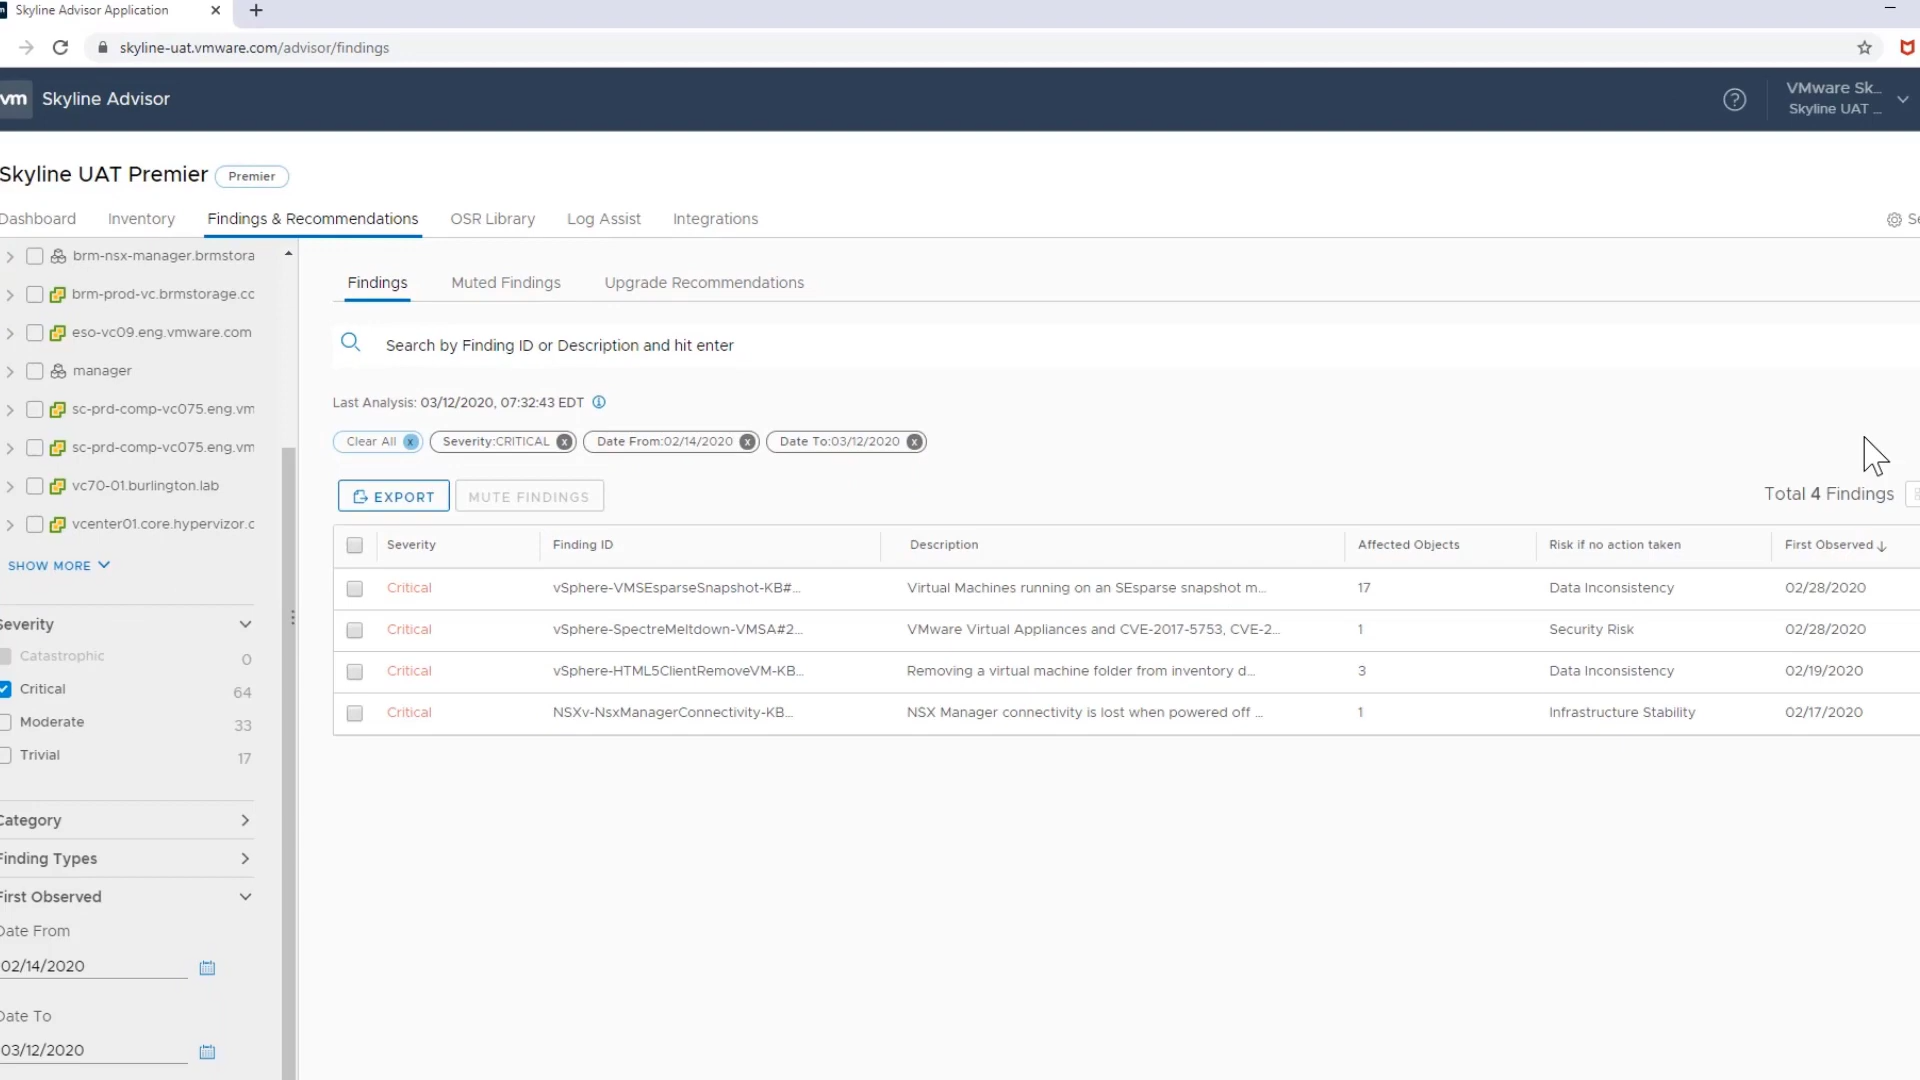 Skyline Advisor Application
skyline-uat.vmware.com/advisor/findings
vm Skyline Advisor
VMware Sk...
Skyline UAT ...
Skyline UAT Premier Premier
Dashboard Inventory Findings & Recommendations OSR Library Log Assist Integrations
brm-nsx-manager.brmstora
brm-prod-vc.brmstorage.cc
eso-vc09.eng.vmware.com
manager
sc-prd-comp-vc075.eng.vm
sc-prd-comp-vc075.eng.vm
vc70-01.burlington.lab
vcenter01.core.hypervizor.c
SHOW MORE
Severity
Catastrophic 0
Critical 64
Moderate 33
Trivial 17
Category
Finding Types
First Observed
Date From
02/14/2020
Date To
03/12/2020
Findings Muted Findings Upgrade Recommendations
Search by Finding ID or Description and hit enter
Last Analysis: 03/12/2020, 07:32:43 EDT
Clear All x Severity:CRITICAL x Date From:02/14/2020 x Date To:03/12/2020 x
EXPORT MUTE FINDINGS
Total 4 Findings
Severity Finding ID Description Affected Objects Risk if no action taken First Observed
Critical vSphere-VMSEsparseSnapshot-KB#... Virtual Machines running on an SEsparse snapshot m... 17 Data Inconsistency 02/28/2020
Critical vSphere-SpectreMeltdown-VMSA#2... VMware Virtual Appliances and CVE-2017-5753, CVE-2... 1 Security Risk 02/28/2020
Critical vSphere-HTML5ClientRemoveVM-KB... Removing a virtual machine folder from inventory d... 3 Data Inconsistency 02/19/2020
Critical NSXv-NsxManagerConnectivity-KB... NSX Manager connectivity is lost when powered off ... 1 Infrastructure Stability 02/17/2020